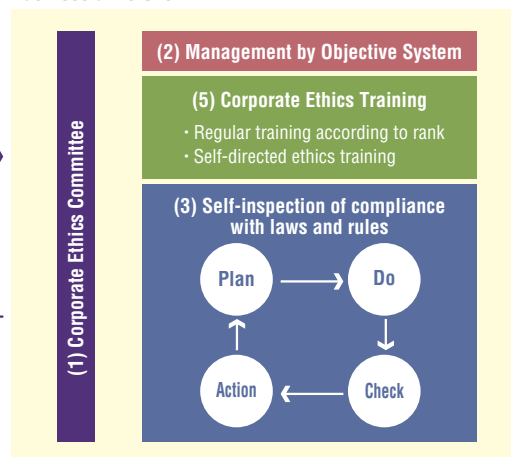 (1) Corporate Ethics Committee
(2) Management by Objective System
(5) Corporate Ethics Training
・Regular training according to rank
・Self-directed ethics training
(3) Self-inspection of compliance
with laws and rules
Plan
Do
Action
Check